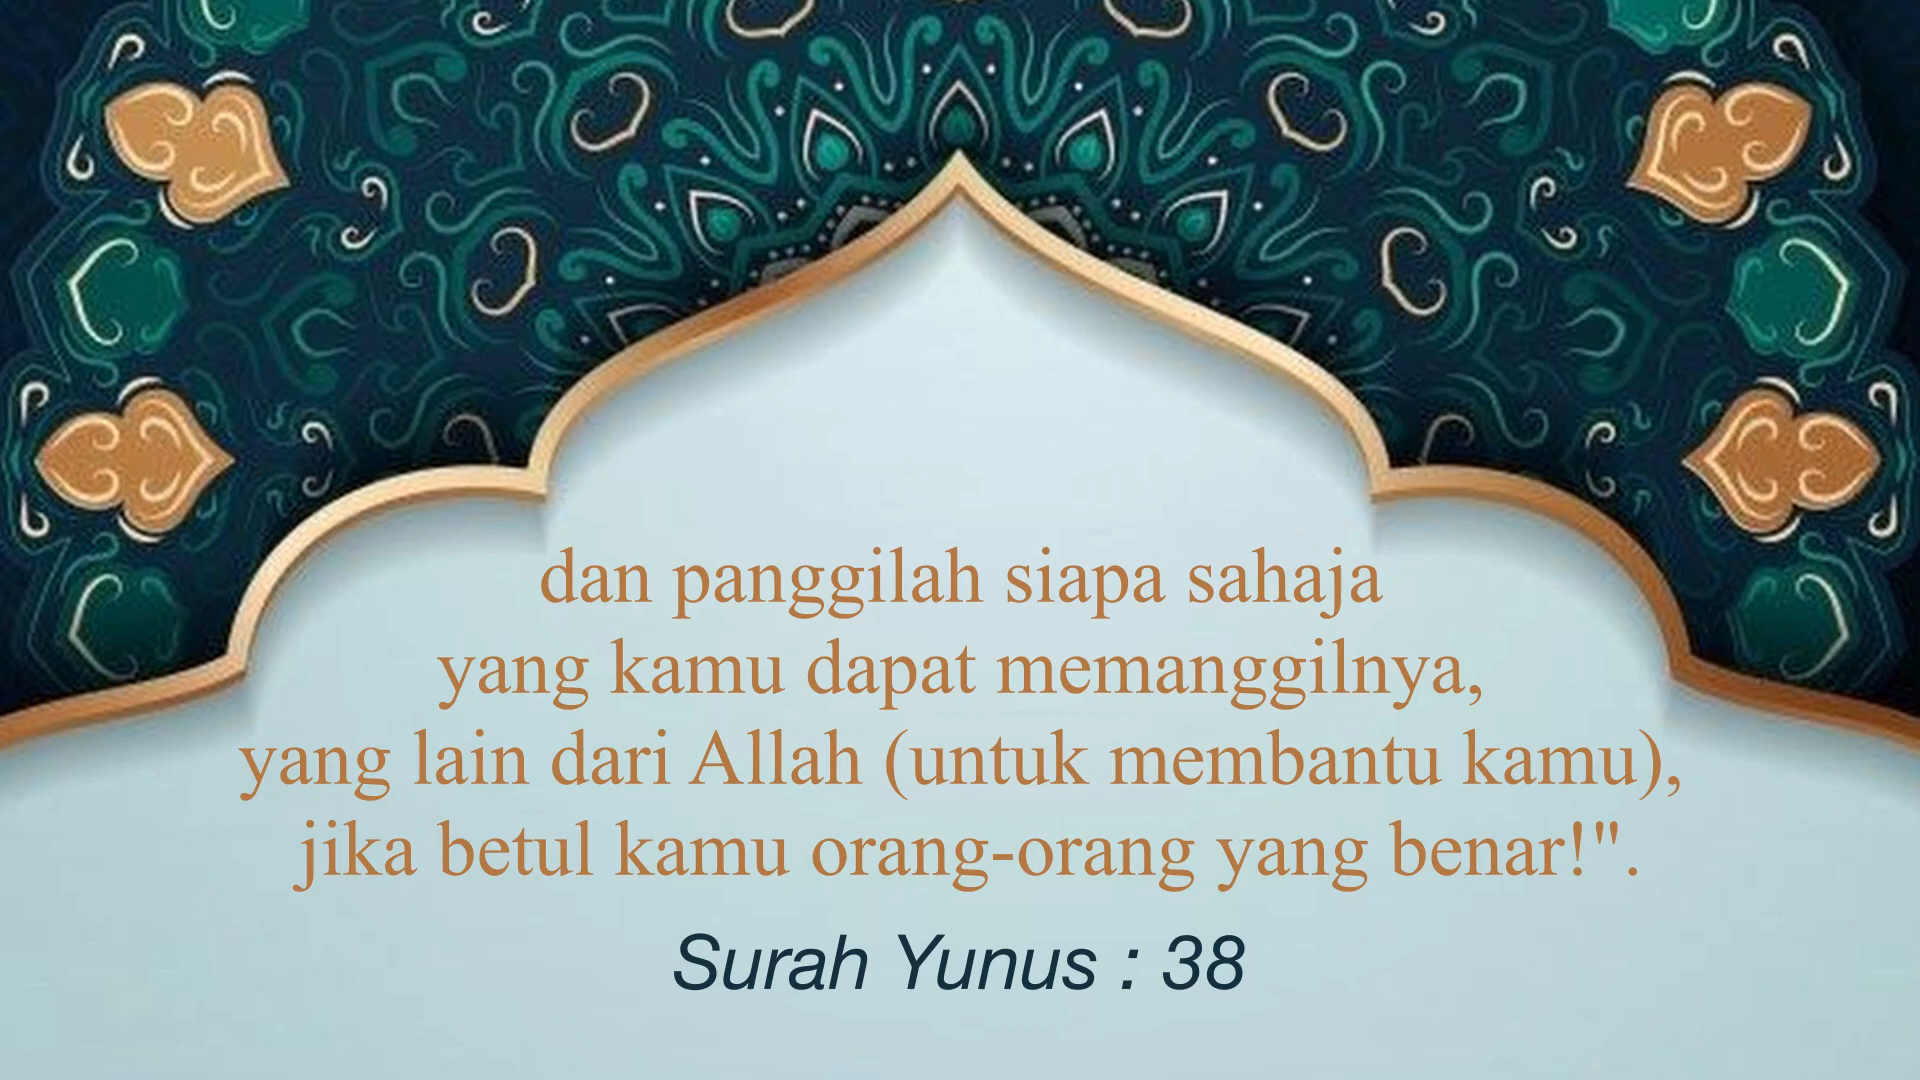 dan panggilah siapa sahaja
yang kamu dapat memanggilnya,
yang lain dari Allah (untuk membantu kamu),
jika betul kamu orang-orang yang benar!".
Surah Yunus : 38